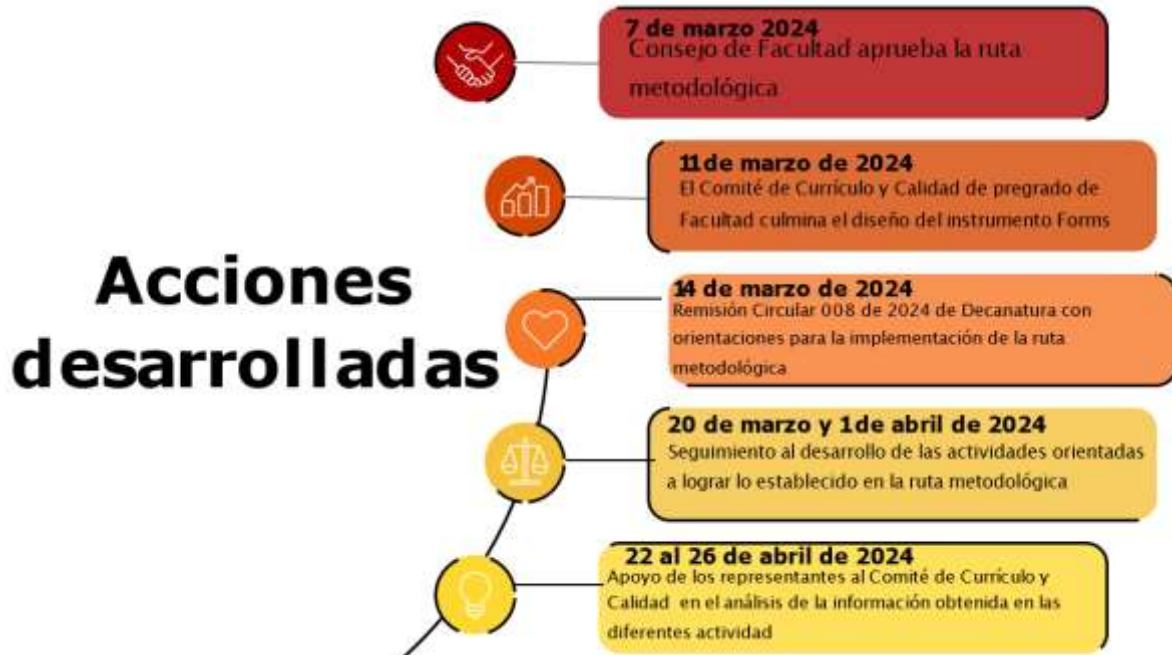 7 de marzo 2024
Consejo de Facultad aprueba la ruta
metodológica
11 de marzo de 2024
El Comité de Currículo y Calidad de pregrado de
Facultad culmina el diseño del instrumento Forms
Acciones
desarrolladas
14 de marzo de 2024
Remisión Circular 008 de 2024 de Decanatura con
orientaciones para la implementación de la ruta
metodológica
20 de marzo y 1 de abril de 2024
Seguimiento al desarrollo de las actividades orientadas
a lograr lo establecido en la ruta metodológica
22 al 26 de abril de 2024
Apoyo de los representantes al Comité de Currículo y
Calidad en el análisis de la información obtenida en las
diferentes actividad